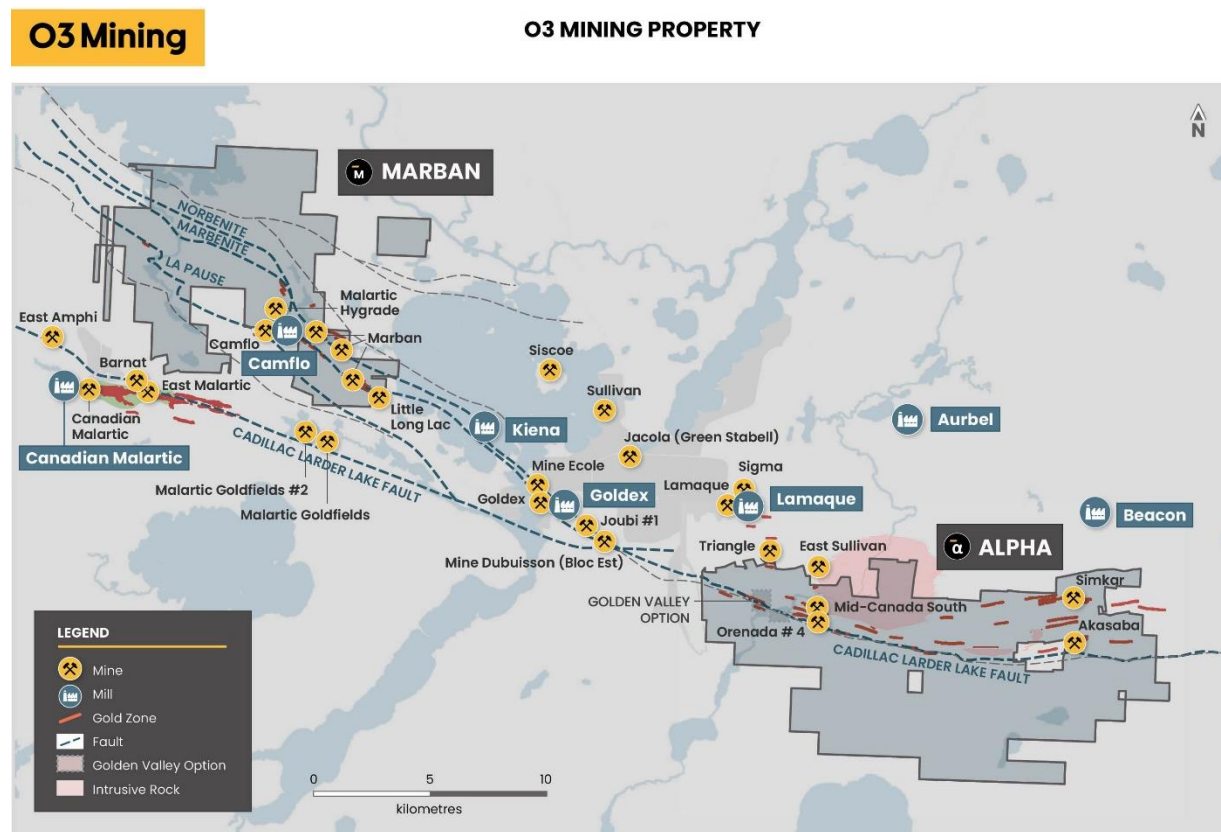 O3 Mining
O3 MINING PROPERTY
N
M MARBAN
NORBENITE
MARBENITE
LA PAUSE
Malartic
Hygrade
East Amphi
Camflo
Camflo
Marban
Siscoe
Barnat
East Malartic
Sullivan
Canadian
Malartic
Little
Long Lac
Kiena
Aurbel
Canadian Malartic
CADILLAC LARDER LAKE FAULT
Jacola (Green Stabell)
Mine Ecole
Sigma
Malartic Goldfields #2
Goldex
Goldex
Lamaque
Lamaque
Malartic Goldfields
Joubi #1
Beacon
Mine Dubuisson (Bloc Est)
Triangle
East Sullivan
α ALPHA
Simkar
GOLDEN VALLEY
OPTION
Mid-Canada South
Orenada # 4
Akasaba
CADILLAC LARDER LAKE FAULT
LEGEND
Mine
Mill
Gold Zone
Fault
Golden Valley Option
Intrusive Rock
0 5 10
kilometres